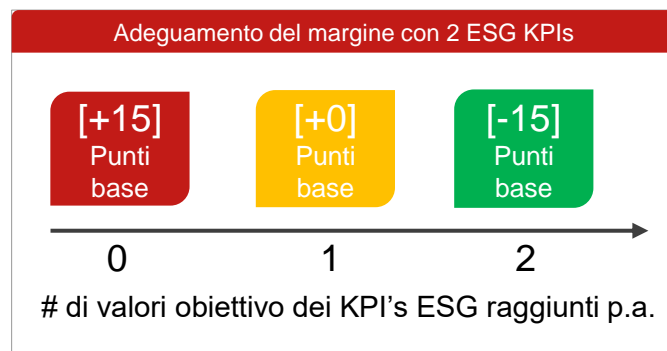 Adeguamento del margine con 2 ESG KPIs
[+15]
Punti
base
[+0]
Punti
base
[-15]
Punti
base
0
1
2
# di valori obiettivo dei KPI’s ESG raggiunti p.a.